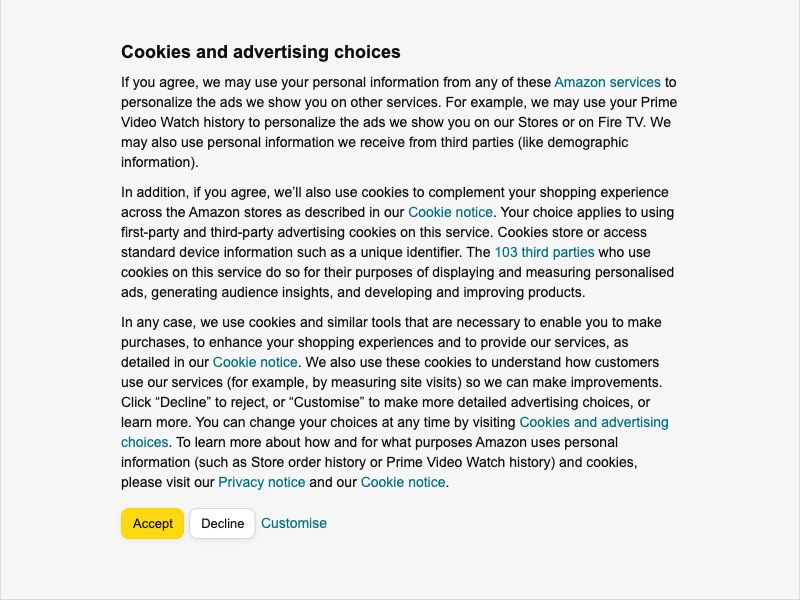 Cookies and advertising choices
If you agree, we may use your personal information from any of these Amazon services to
personalize the ads we show you on other services. For example, we may use your Prime
Video Watch history to personalize the ads we show you on our Stores or on Fire TV. We
may also use personal information we receive from third parties (like demographic
information).
In addition, if you agree, we’ll also use cookies to complement your shopping experience
across the Amazon stores as described in our Cookie notice. Your choice applies to using
first-party and third-party advertising cookies on this service. Cookies store or access
standard device information such as a unique identifier. The 103 third parties who use
cookies on this service do so for their purposes of displaying and measuring personalised
ads, generating audience insights, and developing and improving products.
In any case, we use cookies and similar tools that are necessary to enable you to make
purchases, to enhance your shopping experiences and to provide our services, as
detailed in our Cookie notice. We also use these cookies to understand how customers
use our services (for example, by measuring site visits) so we can make improvements.
Click “Decline” to reject, or “Customise” to make more detailed advertising choices, or
learn more. You can change your choices at any time by visiting Cookies and advertising
choices. To learn more about how and for what purposes Amazon uses personal
information (such as Store order history or Prime Video Watch history) and cookies,
please visit our Privacy notice and our Cookie notice.
Accept Decline Customise